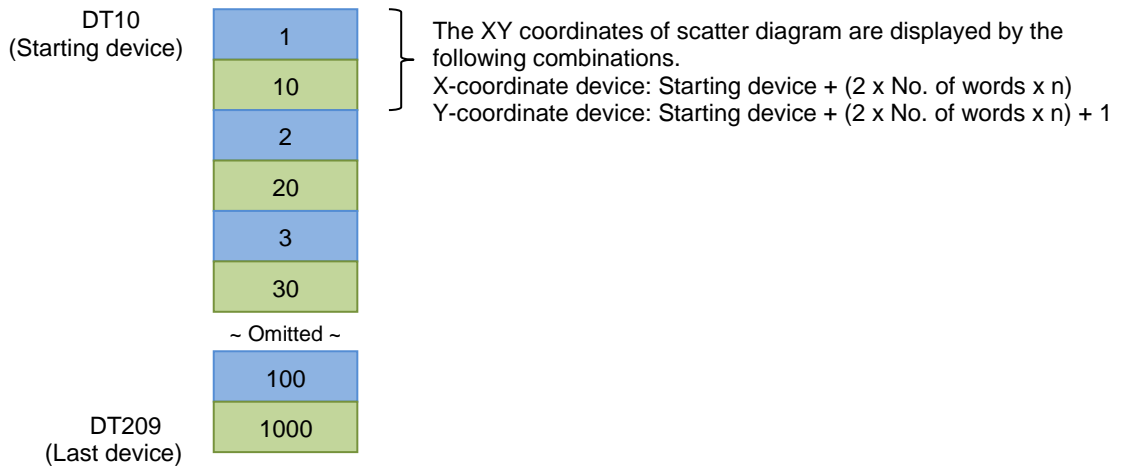 DT10
(Starting device)
1
10
2
20
3
30
~ Omitted ~
100
1000
DT209
(Last device)
The XY coordinates of scatter diagram are displayed by the
following combinations.
X-coordinate device: Starting device + (2 x No. of words x n)
Y-coordinate device: Starting device + (2 x No. of words x n) + 1